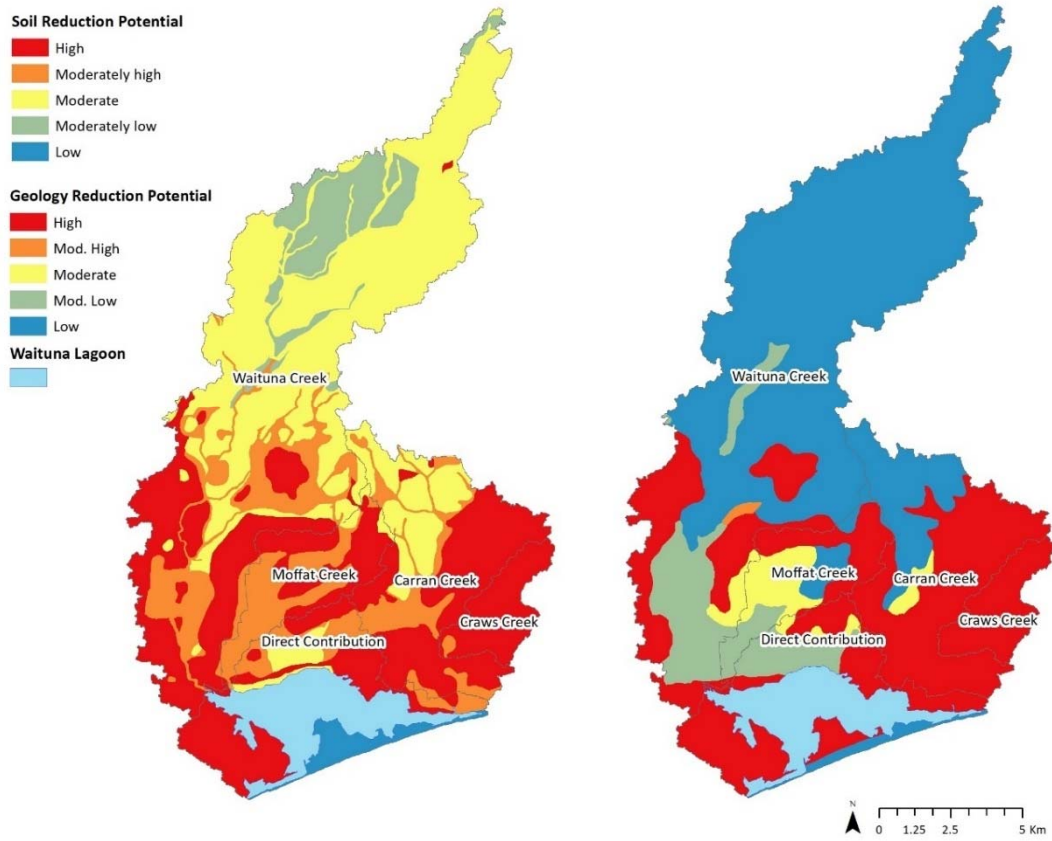 Soil Reduction Potential
High
Moderately high
Moderate
Moderately low
Low
Geology Reduction Potential
High
Mod. High
Moderate
Mod. Low
Low
Waituna Lagoon
Waituna Creek
Moffat Creek
Carran Creek
Craws Creek
Direct Contribution
Waituna Creek
Moffat Creek
Carran Creek
Craws Creek
Direct Contribution
N
0 1.25 2.5 5 Km